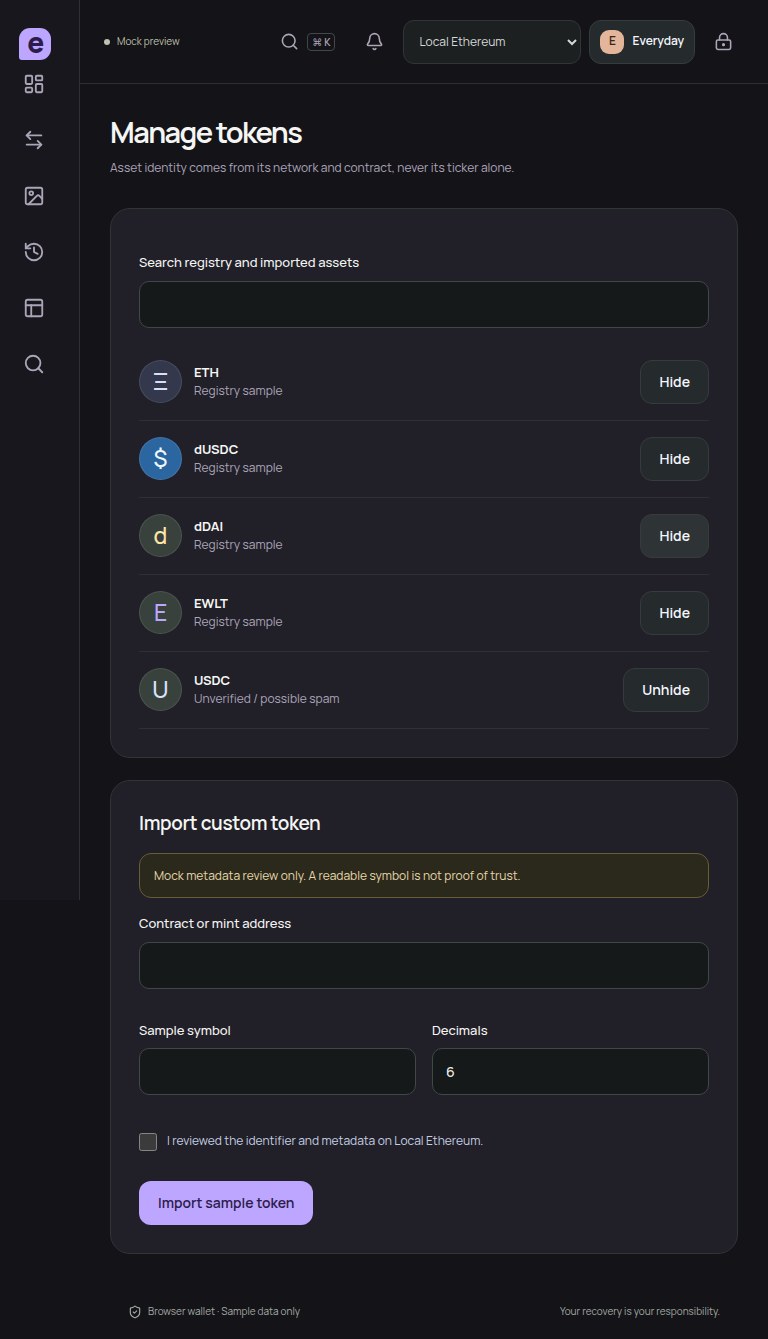 e
Mock preview
⌘ K
Local Ethereum
E
Everyday
Manage tokens
Asset identity comes from its network and contract, never its ticker alone.
Search registry and imported assets
Ξ
ETH
Registry sample
Hide
$
dUSDC
Registry sample
Hide
d
dDAI
Registry sample
Hide
E
EWLT
Registry sample
Hide
U
USDC
Unverified / possible spam
Unhide
Import custom token
Mock metadata review only. A readable symbol is not proof of trust.
Contract or mint address
Sample symbol
Decimals
6
I reviewed the identifier and metadata on Local Ethereum.
Import sample token
Browser wallet · Sample data only
Your recovery is your responsibility.